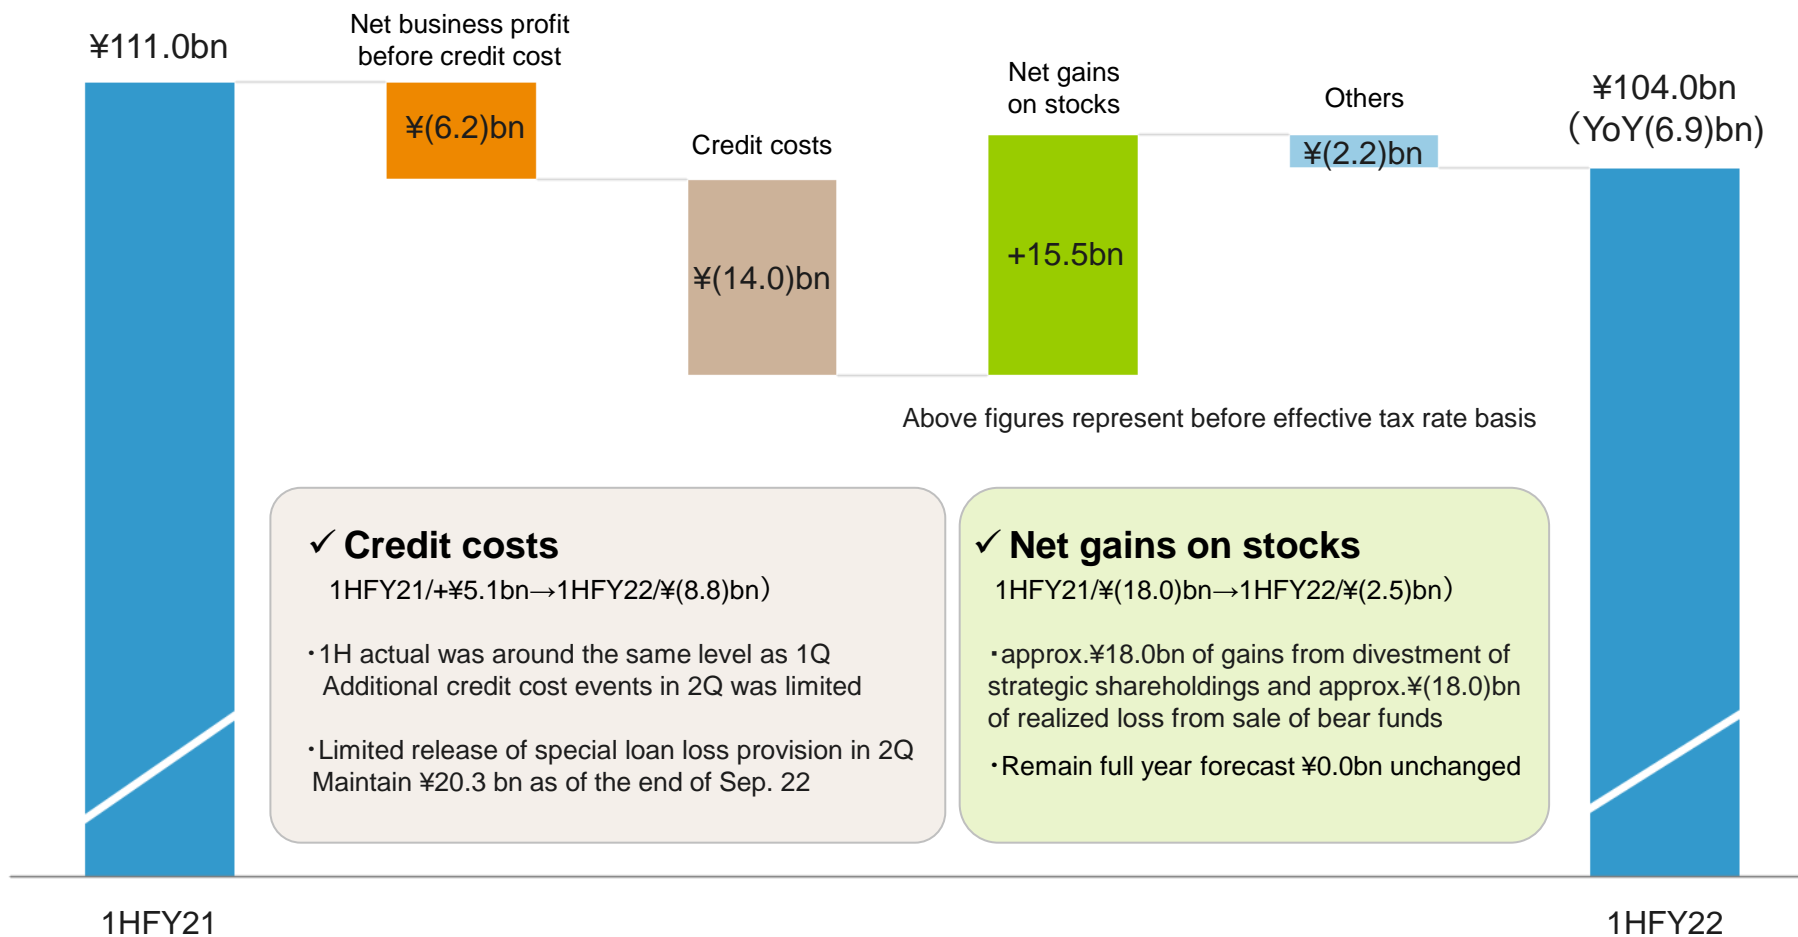 ¥111.0bn
Net business profit
before credit cost
¥(6.2)bn
Credit costs
¥(14.0)bn
Net gains
on stocks
+15.5bn
Others
¥(2.2)bn
¥104.0bn
(YoY(6.9)bn)
Above figures represent before effective tax rate basis
✓ Credit costs
1HFY21/+¥5.1bn→1HFY22/¥(8.8)bn）
・1H actual was around the same level as 1Q
Additional credit cost events in 2Q was limited
・Limited release of special loan loss provision in 2Q
Maintain ¥20.3 bn as of the end of Sep. 22
✓ Net gains on stocks
1HFY21/¥(18.0)bn→1HFY22/¥(2.5)bn）
・approx.¥18.0bn of gains from divestment of
strategic shareholdings and approx.¥(18.0)bn
of realized loss from sale of bear funds
・Remain full year forecast ¥0.0bn unchanged
1HFY21
1HFY22